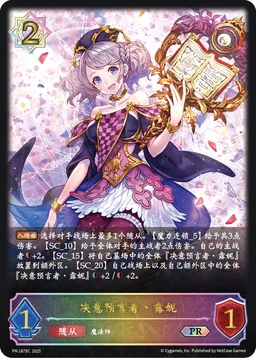 2
入场曲 选择对手战场上最多1个随从。【魔力连锁_5】给予其3点
伤害。【SC_10】给予全体对手的主战者2点伤害。自己的主战
者+2。【SC_15】将自己墓场中的全体『决意预言者・露妮』
放置到额外区。【SC_20】自己战场上以及自己额外区中的全体
『决意预言者・露妮』+2 / +2。
决意预言者・露妮
1
随从
魔法师
PR
1
PR-187SC 2025
© Cygames, Inc. Published by NetEase Games